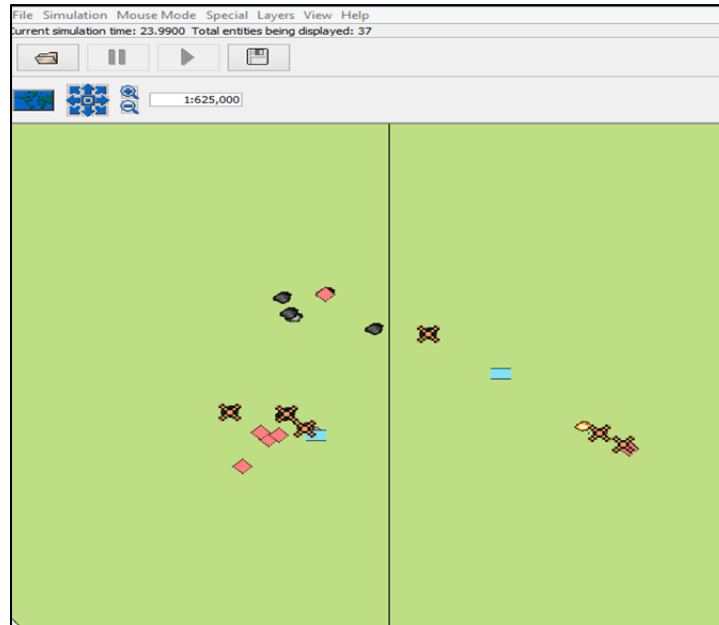 File Simulation Mouse Mode Special Layers View Help
Current simulation time: 23.9900 Total entities being displayed: 37
1:625,000